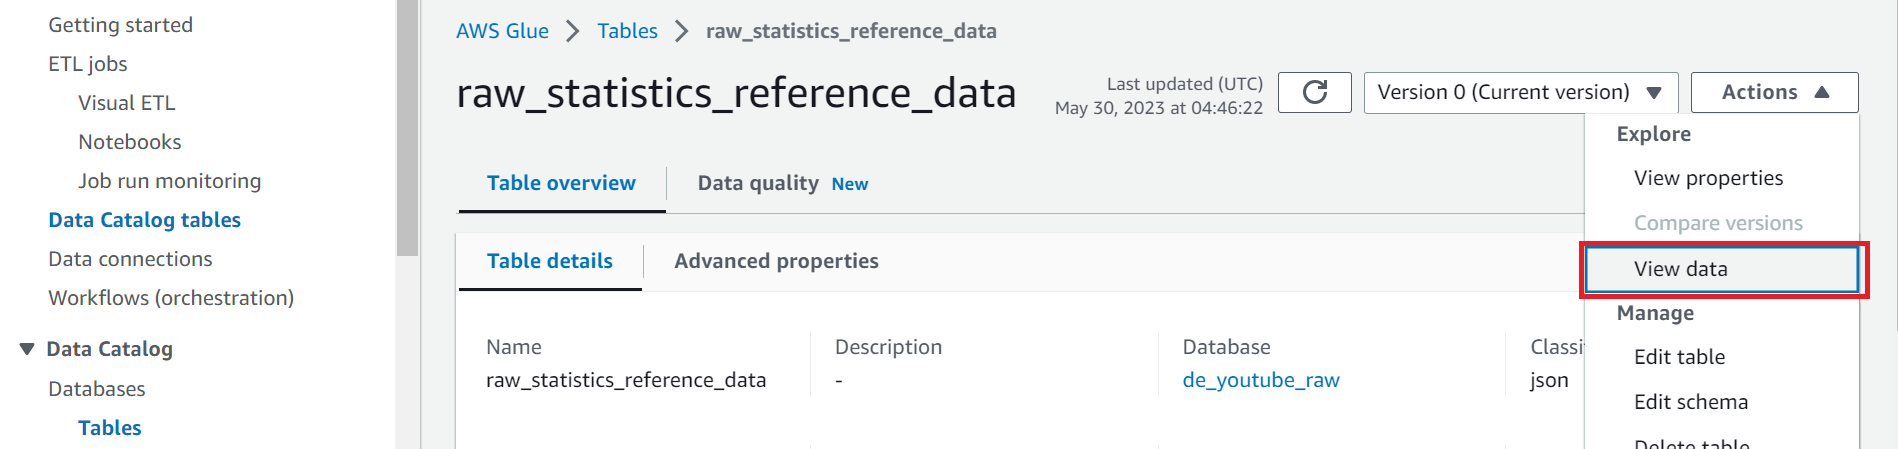 Getting started
ETL jobs
Visual ETL
Notebooks
Job run monitoring
Data Catalog tables
Data connections
Workflows (orchestration)
Data Catalog
Databases
Tables
AWS Glue > Tables > raw_statistics_reference_data
raw_statistics_reference_data
Last updated (UTC)
May 30, 2023 at 04:46:22
Version 0 (Current version)
Actions
Explore
View properties
Compare versions
View data
Manage
Edit table
Edit schema
Delete table
Table overview
Data quality New
Table details
Advanced properties
Name
raw_statistics_reference_data
Description
-
Database
de_youtube_raw
Classi
json